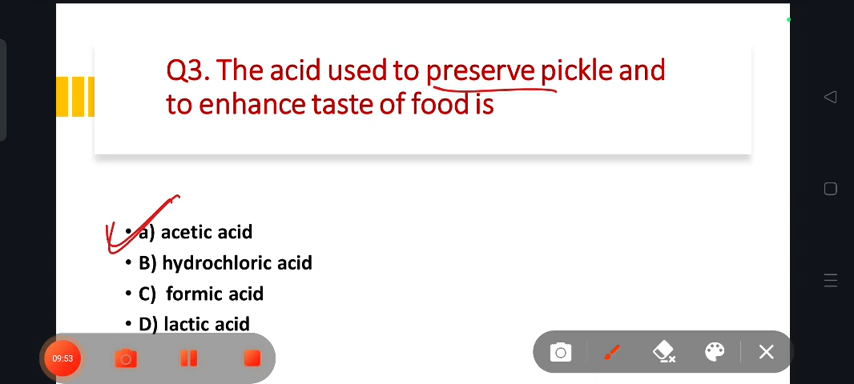 Q3. The acid used to preserve pickle and
to enhance taste of food is
• a) acetic acid
• B) hydrochloric acid
• C) formic acid
• D) lactic acid
09:53